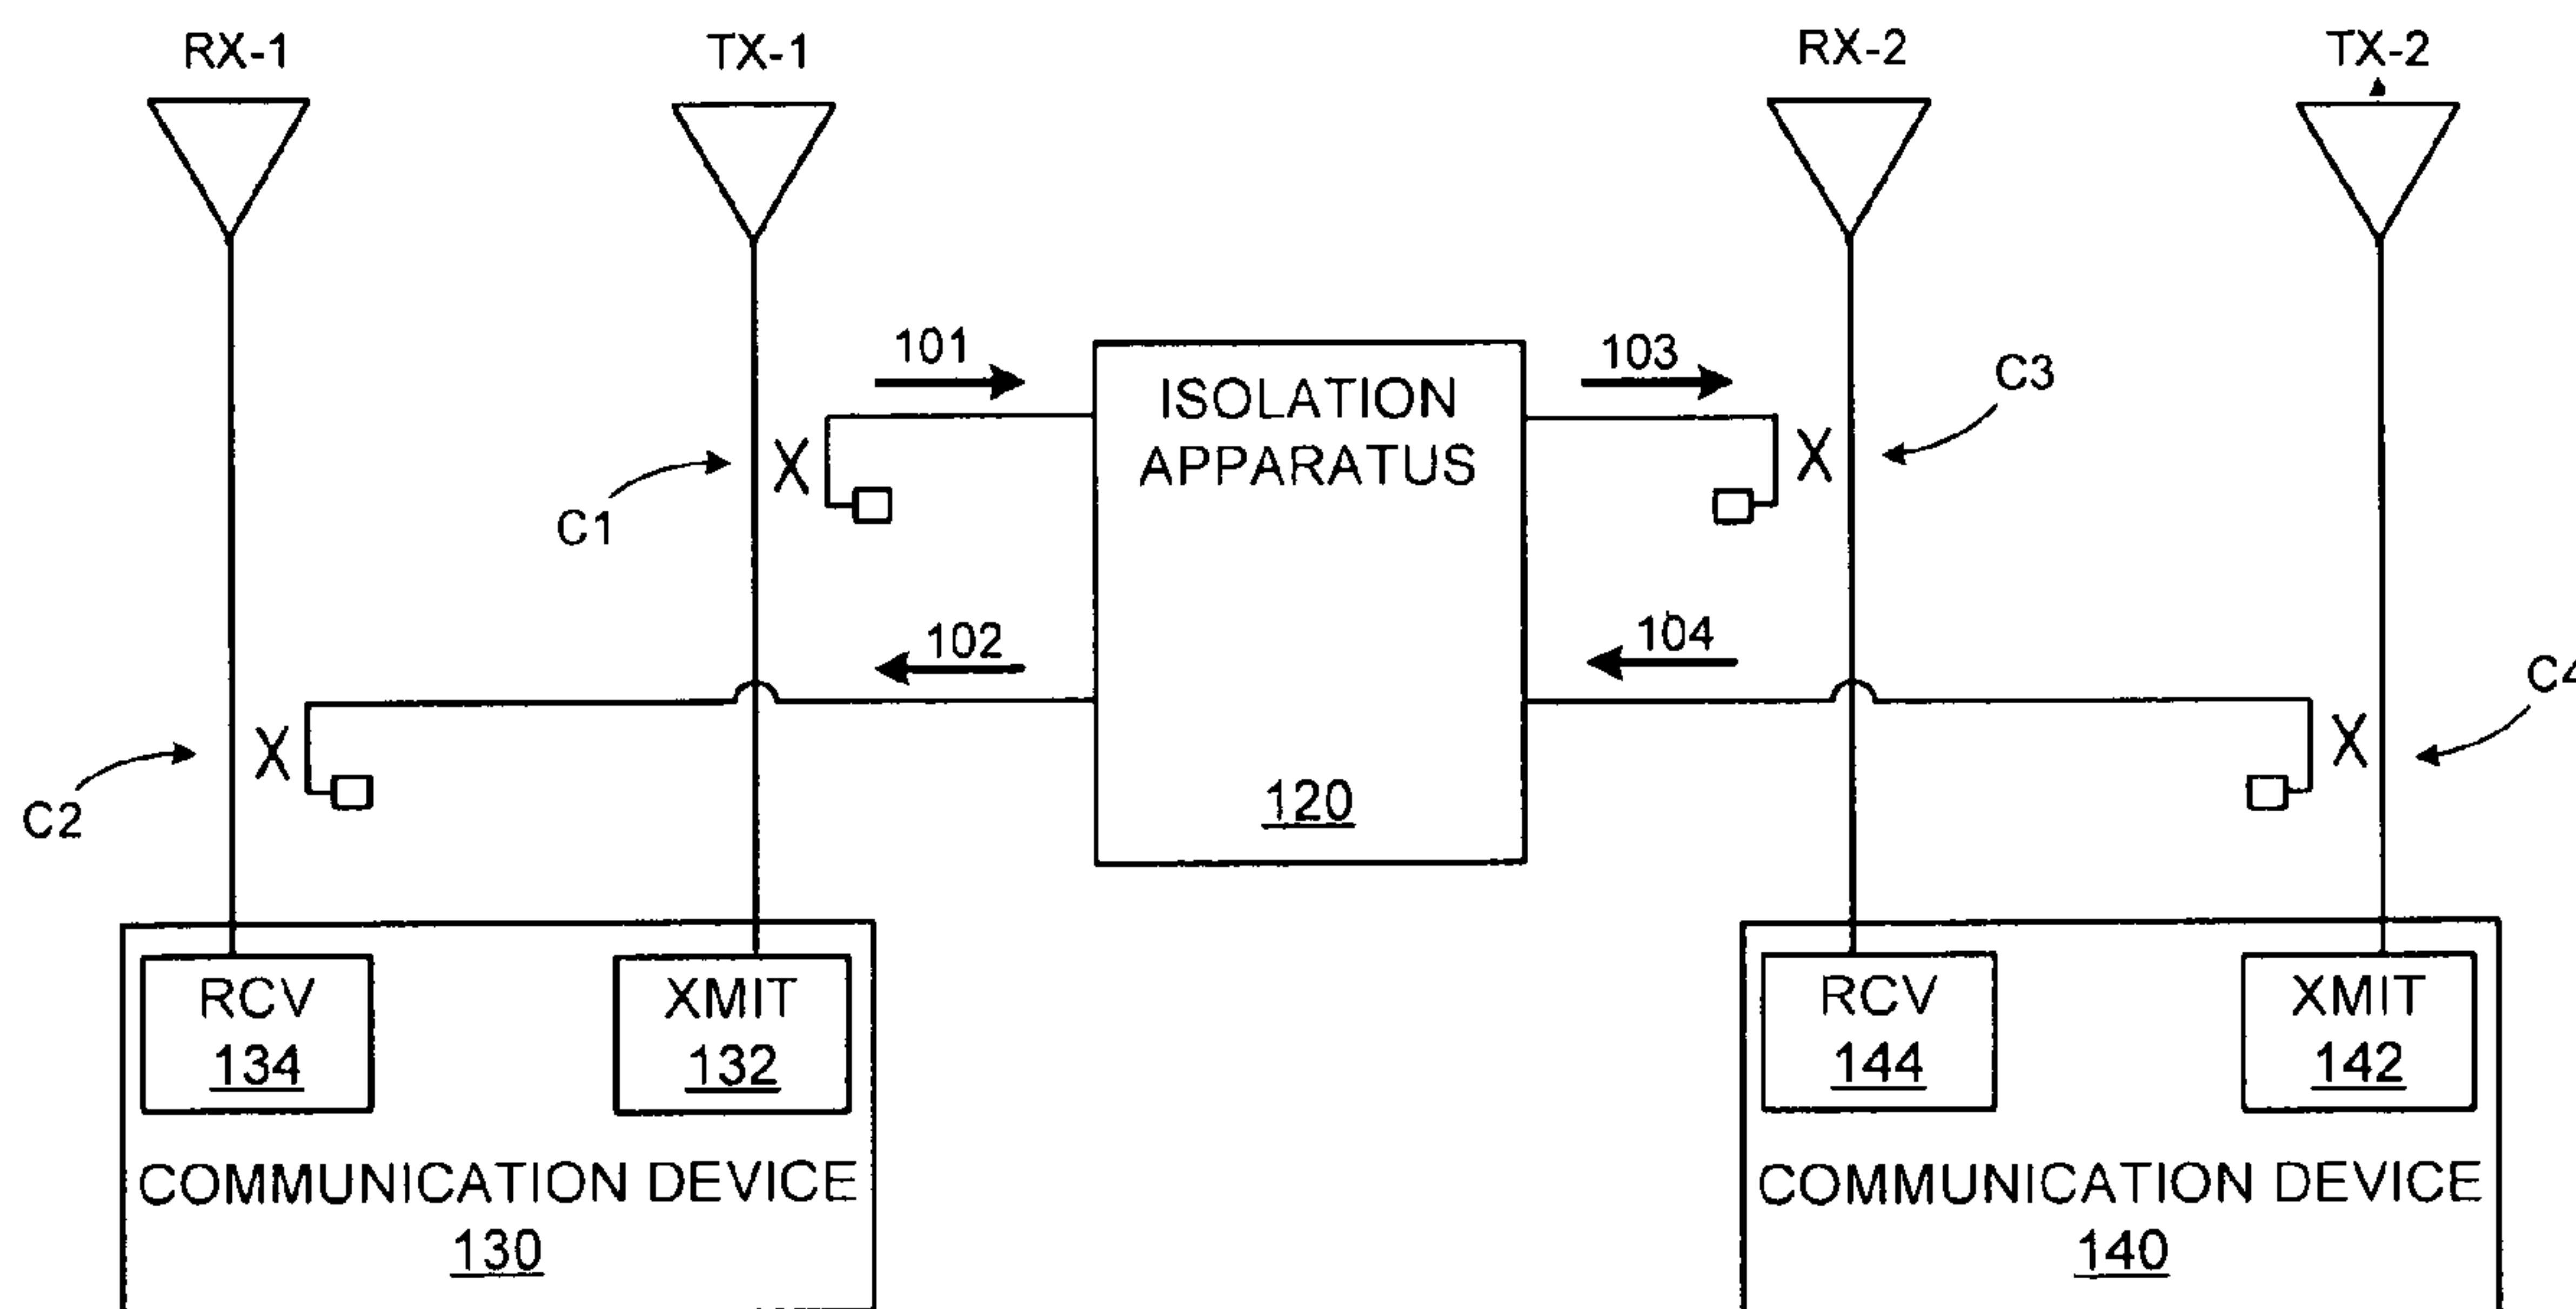 RX-1
TX-1
RX-2
TX-2
101
103
ISOLATION
APPARATUS
C3
X
X
C1
102
104
C4
X
X
C2
120
RCV
134
XMIT
132
RCV
144
XMIT
142
COMMUNICATION DEVICE
130
COMMUNICATION DEVICE
140